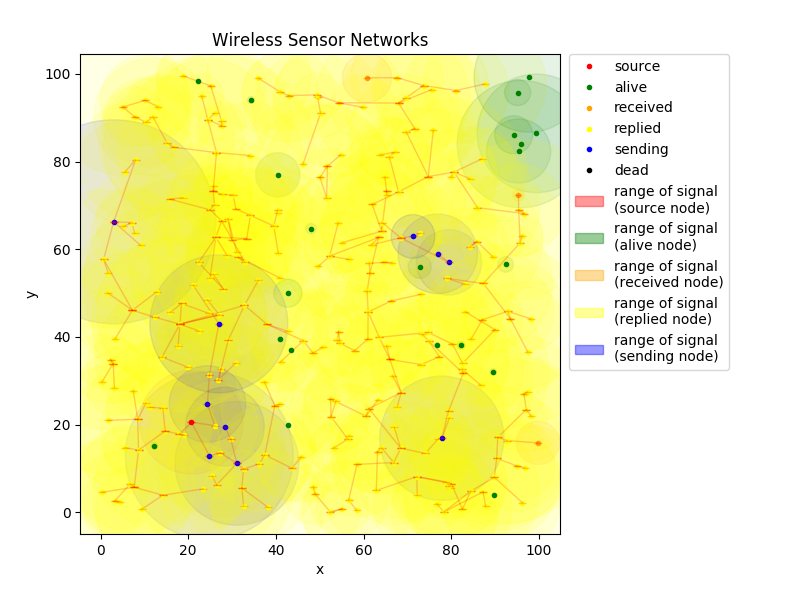 Wireless Sensor Networks
100
80
60
40
20
0
y
0
20
40
60
80
100
x
source
alive
received
replied
sending
dead
range of signal
(source node)
range of signal
(alive node)
range of signal
(received node)
range of signal
(replied node)
range of signal
(sending node)